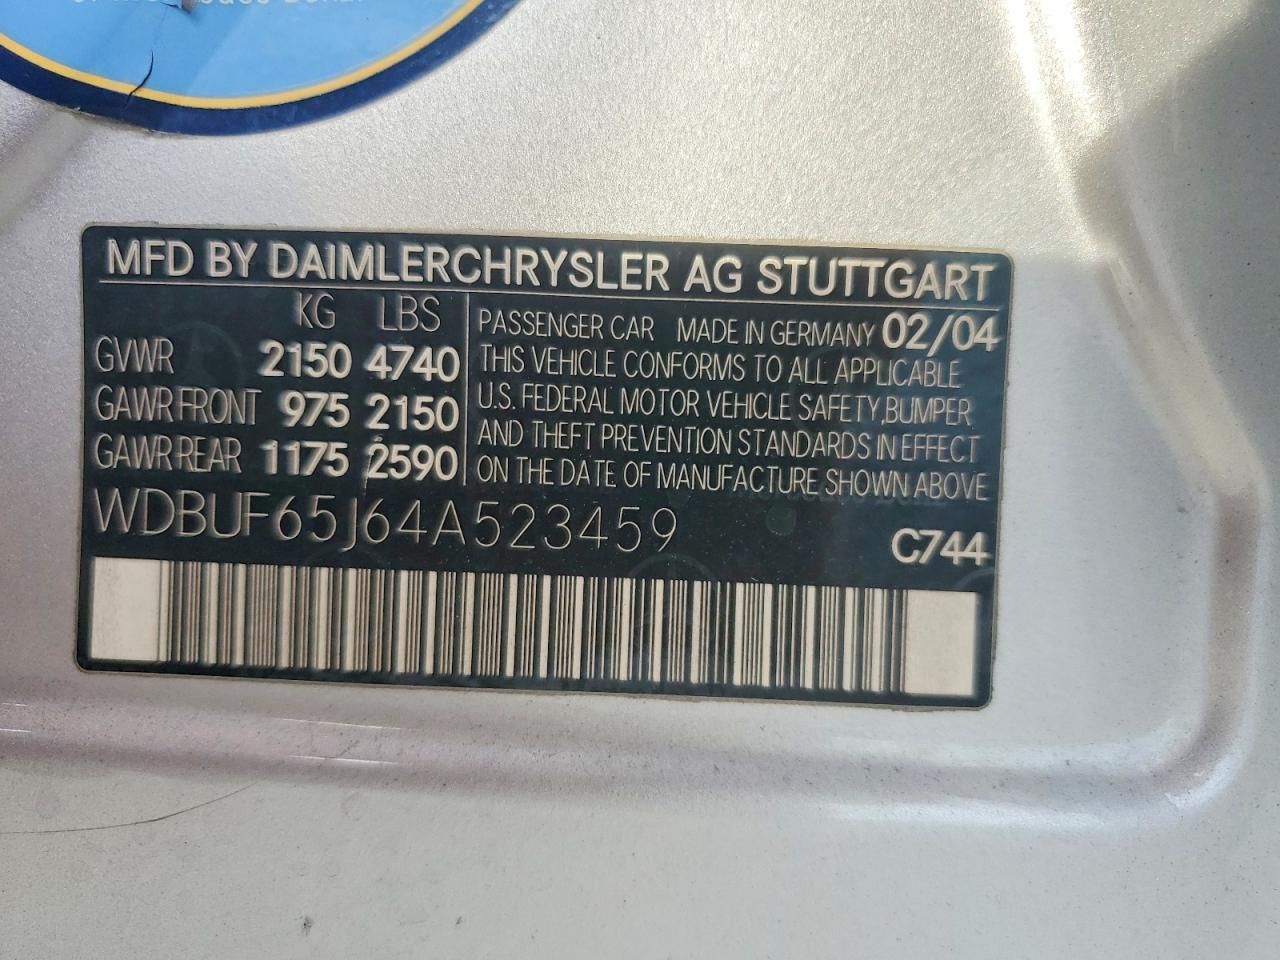 MFD BY DAIMLERCHRYSLER AG STUTTGART
KG LBS
GVWR 2150 4740
GAWR FRONT 975 2150
GAWR REAR 1175 2590
PASSENGER CAR MADE IN GERMANY 02/04
THIS VEHICLE CONFORMS TO ALL APPLICABLE
U.S. FEDERAL MOTOR VEHICLE SAFETY, BUMPER,
AND THEFT PREVENTION STANDARDS IN EFFECT
ON THE DATE OF MANUFACTURE SHOWN ABOVE
WDBUF65J64A523459
C744